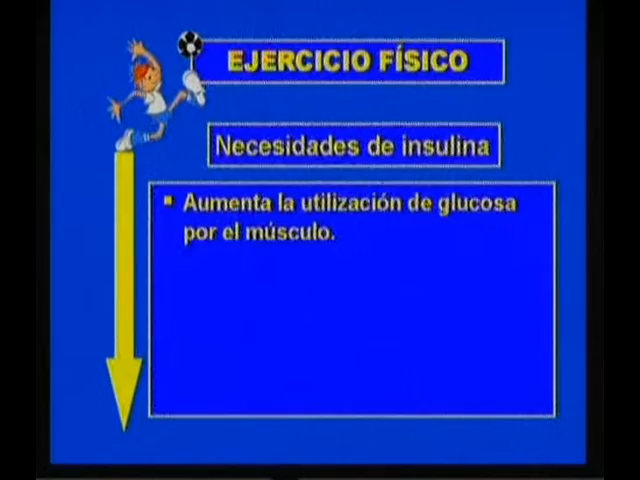 EJERCICIO FÍSICO
Necesidades de insulina
▪ Aumenta la utilización de glucosa
por el músculo.